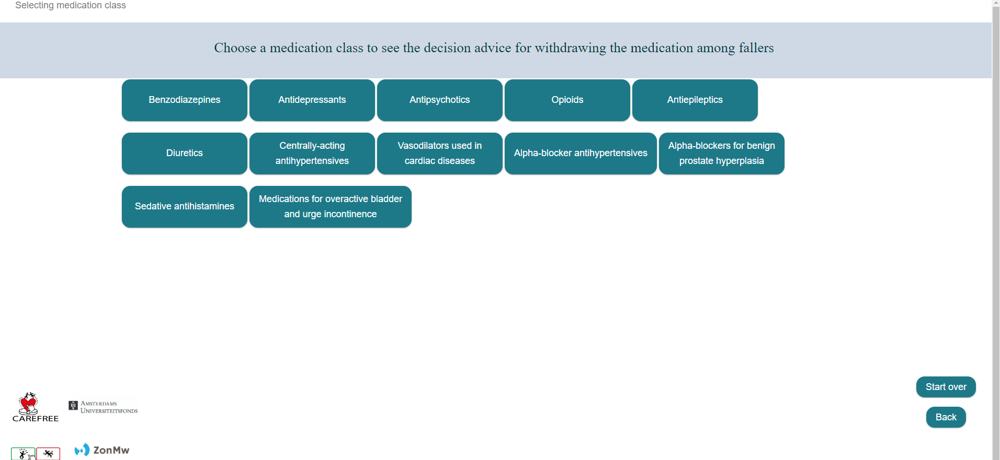 Selecting medication class
Choose a medication class to see the decision advice for withdrawing the medication among fallers
Benzodiazepines
Antidepressants
Antipsychotics
Opioids
Antiepileptics
Diuretics
Centrally-acting
antihypertensives
Vasodilators used in
cardiac diseases
Alpha-blocker antihypertensives
Alpha-blockers for benign
prostate hyperplasia
Sedative antihistamines
Medications for overactive bladder
and urge incontinence
Start over
Back
CAREFREE
AMSTERDAMS
UNIVERSITEITSFONDS
ZonMw